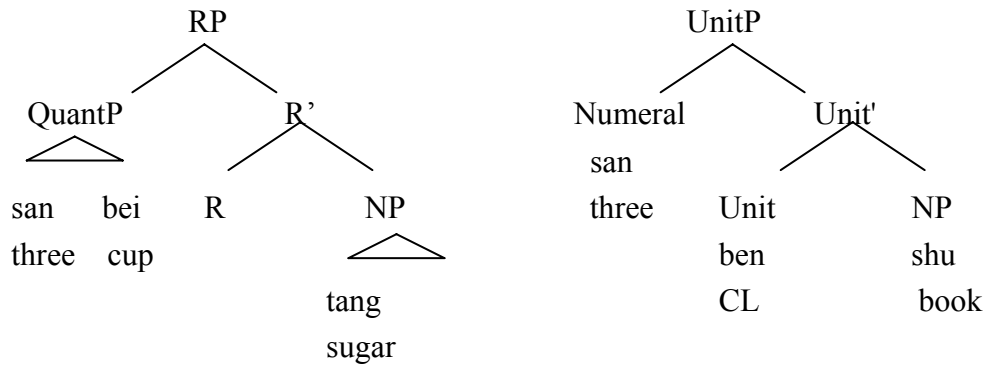 RP UnitP
QuantP R’ Numeral Unit'
san
san bei R NP three Unit NP
three cup ben shu
CL book
tang
sugar